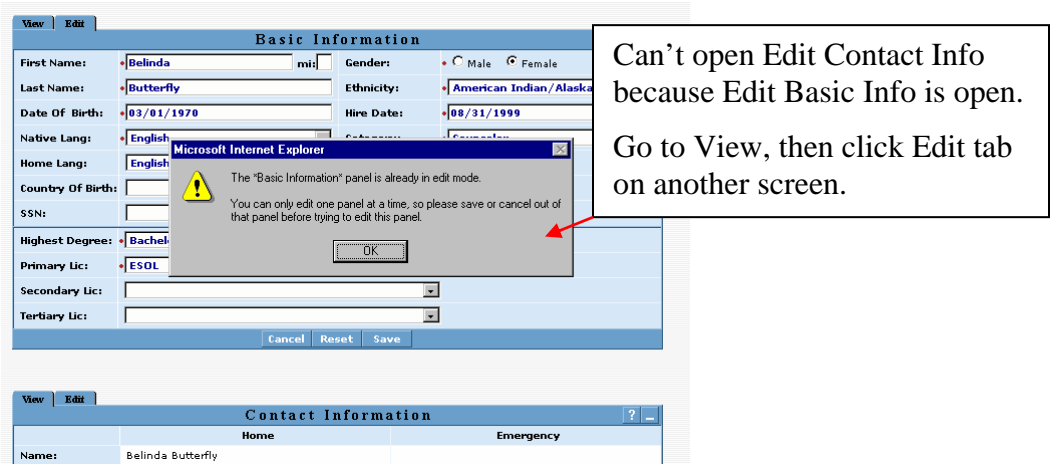 View Edit
Basic Information
First Name: •Belinda mi: Gender: • Male Female
Last Name: •Butterfly Ethnicity: • American Indian/Alaska
Date Of Birth: •03/01/1970 Hire Date: •08/31/1999
Native Lang: •English
Home Lang: English
Country Of Birth:
SSN:
Microsoft Internet Explorer
The "Basic Information" panel is already in edit mode.
You can only edit one panel at a time, so please save or cancel out of
that panel before trying to edit this panel.
OK
Can’t open Edit Contact Info
because Edit Basic Info is open.
Go to View, then click Edit tab
on another screen.
Highest Degree: •Bachel
Primary Lic: •ESOL
Secondary Lic:
Tertiary Lic:
Cancel Reset Save
View Edit
Contact Information ? _
Home Emergency
Name: Belinda Butterfly